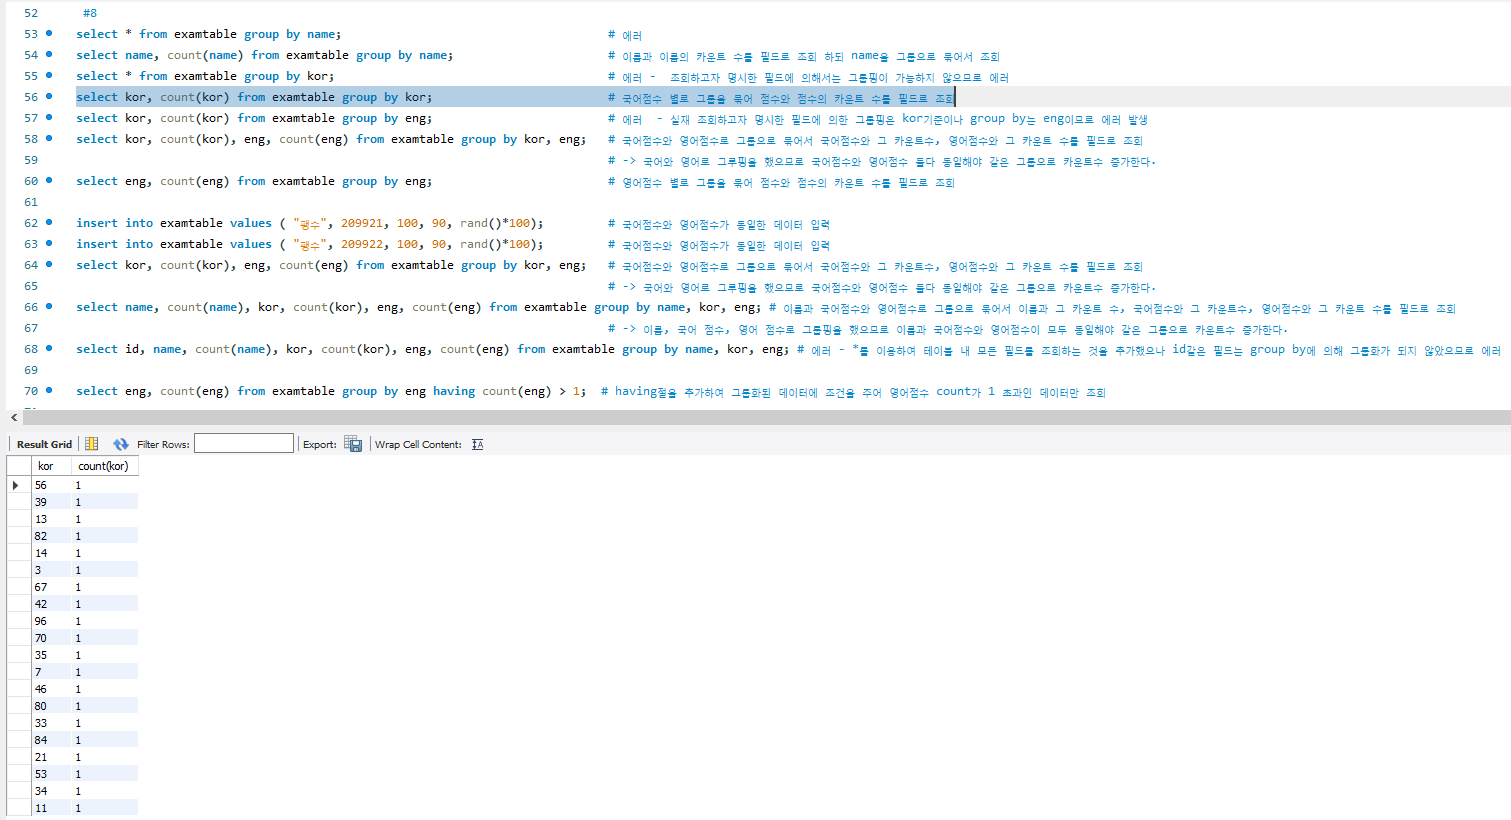 52 #8
53 select * from examtable group by name; # 에러
54 select name, count(name) from examtable group by name; # 이름과 이름의 카운트 수를 필드로 조회 하되 name을 그룹으로 묶어서 조회
55 select * from examtable group by kor; # 에러 - 조회하고자 명시한 필드에 의해서는 그룹핑이 가능하지 않으므로 에러
56 select kor, count(kor) from examtable group by kor; # 국어점수 별로 그룹을 묶어 점수와 점수의 카운트 수를 필드로 조회
57 select kor, count(kor) from examtable group by eng; # 에러 - 실재 조회하고자 명시한 필드에 의한 그룹핑은 kor기준이나 group by는 eng이므로 에러 발생
58 select kor, count(kor), eng, count(eng) from examtable group by kor, eng; # 국어점수와 영어점수로 그룹으로 묶어서 국어점수와 그 카운트수, 영어점수와 그 카운트 수를 필드로 조회
59 # -> 국어와 영어로 그루핑을 했으므로 국어점수와 영어점수 둘다 동일해야 같은 그룹으로 카운트수 증가한다.
60 select eng, count(eng) from examtable group by eng; # 영어점수 별로 그룹을 묶어 점수와 점수의 카운트 수를 필드로 조회
61
62 insert into examtable values ( "펭수", 209921, 100, 90, rand()*100); # 국어점수와 영어점수가 동일한 데이터 입력
63 insert into examtable values ( "펭수", 209922, 100, 90, rand()*100); # 국어점수와 영어점수가 동일한 데이터 입력
64 select kor, count(kor), eng, count(eng) from examtable group by kor, eng; # 국어점수와 영어점수로 그룹으로 묶어서 국어점수와 그 카운트수, 영어점수와 그 카운트 수를 필드로 조회
65 # -> 국어와 영어로 그루핑을 했으므로 국어점수와 영어점수 둘다 동일해야 같은 그룹으로 카운트수 증가한다.
66 select name, count(name), kor, count(kor), eng, count(eng) from examtable group by name, kor, eng; # 이름과 국어점수와 영어점수로 그룹으로 묶어서 이름과 그 카운트 수, 국어점수와 그 카운트수, 영어점수와 그 카운트 수를 필드로 조회
67 # -> 이름, 국어 점수, 영어 점수로 그룹핑을 했으므로 이름과 국어점수와 영어점수이 모두 동일해야 같은 그룹으로 카운트수 증가한다.
68 select id, name, count(name), kor, count(kor), eng, count(eng) from examtable group by name, kor, eng; # 에러 - *를 이용하여 테이블 내 모든 필드를 조회하는 것을 추가했으나 id같은 필드는 group by에 의해 그룹화가 되지 않았으므로 에러
69
70 select eng, count(eng) from examtable group by eng having count(eng) > 1; # having절을 추가하여 그룹화된 데이터에 조건을 주어 영어점수 count가 1 초과인 데이터만 조회
Result Grid Filter Rows: Export: Wrap Cell Content: IA
kor count(kor)
56 1
39 1
13 1
82 1
14 1
3 1
67 1
42 1
96 1
70 1
35 1
7 1
46 1
80 1
33 1
84 1
21 1
53 1
34 1
11 1